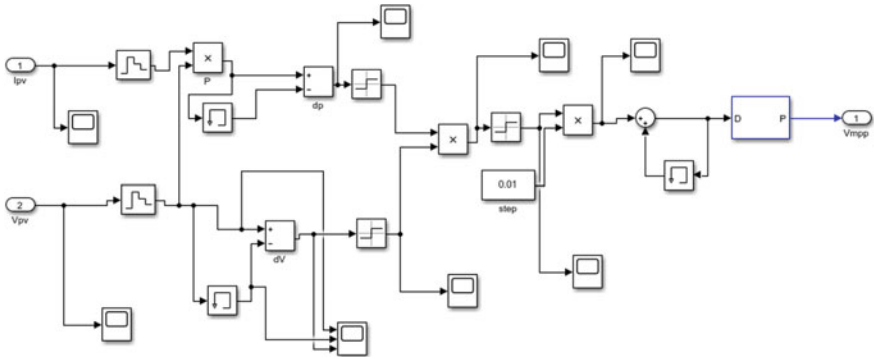 1
Ipv
×
P
+
−
dp
×
×
0.01
step
+
+
D
P
1
Vmpp
2
Vpv
+
−
dV